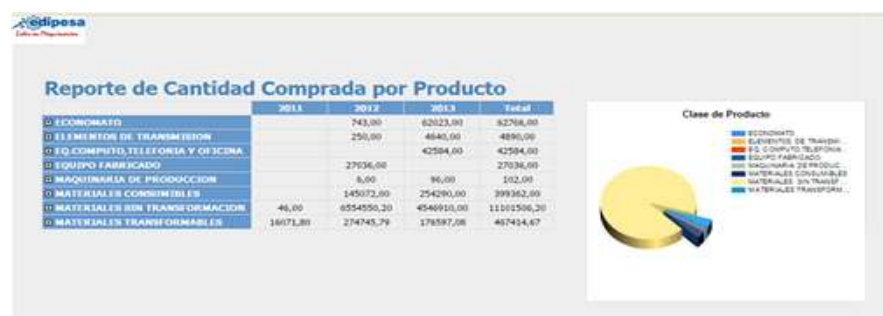 edipesa
Reporte de Cantidad Comprada por Producto
2011 2012 2013 Total
ECONOMATO 743,00 62023,00 62766,00
ELEMENTOS DE TRANSMISION 250,00 4640,00 4890,00
EQ.COMPUTO,TELEFONIA Y OFICINA 42584,00 42584,00
EQUIPO FABRICADO 27036,00 27036,00
MAQUINARIA DE PRODUCCION 6,00 96,00 102,00
MATERIALES CONSUMIBLES 145072,00 254290,00 399362,00
MATERIALES SIN TRANSFORMACION 46,00 6554550,20 4546910,00 11101506,20
MATERIALES TRANSFORMABLES 16071,80 274745,79 176597,08 467414,67
Clase de Producto
ECONOMATO
ELEMENTOS DE TRANSMI...
EQ. COMPUTO,TELEFONIA...
EQUIPO FABRICADO
MAQUINARIA DE PRODUC...
MATERIALES CONSUMIBLES
MATERIALES SIN TRANSF...
MATERIALES TRANSFORM...